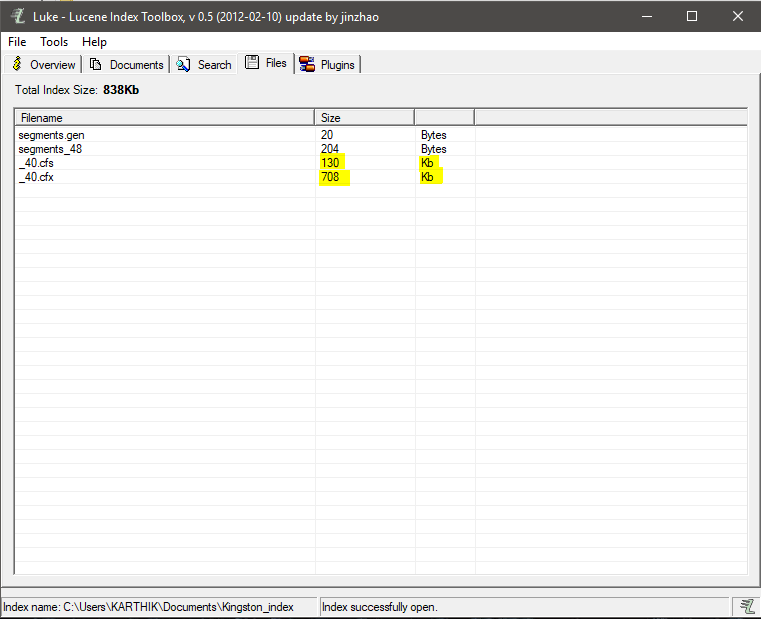 Luke - Lucene Index Toolbox, v 0.5 (2012-02-10) update by jinzhao
File Tools Help
Overview Documents Search Files Plugins
Total Index Size: 838Kb
Filename Size
segments.gen 20 Bytes
segments_48 204 Bytes
_40.cfs 130 Kb
_40.cfx 708 Kb
Index name: C:\Users\KARTHIK\Documents\Kingston_index Index successfully open.